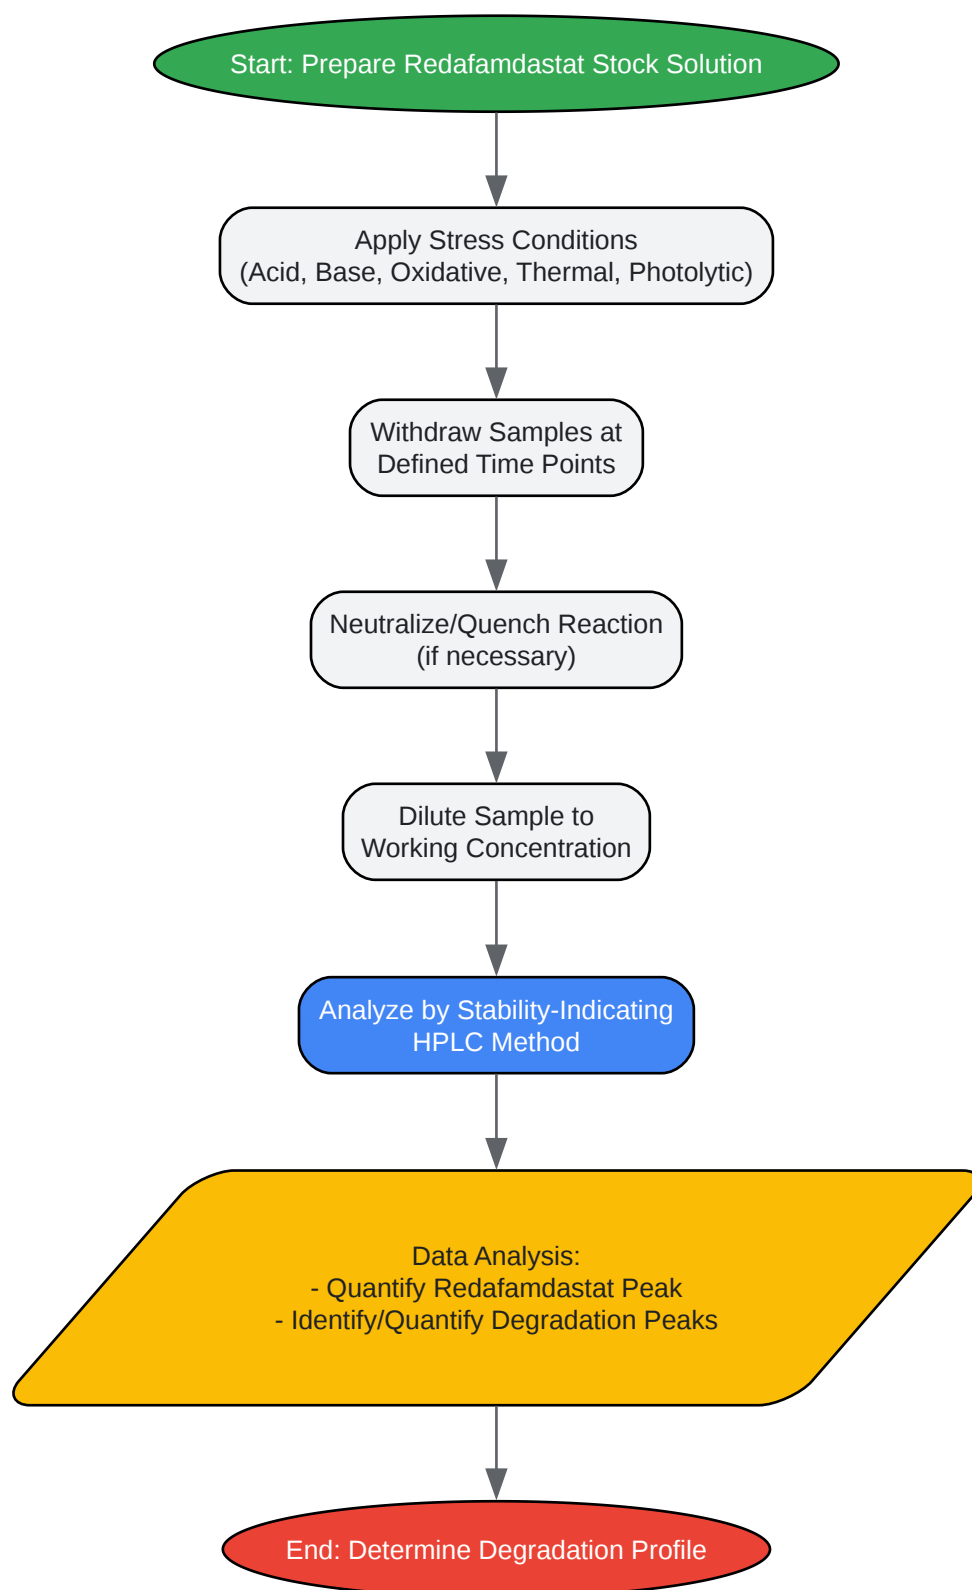 Start: Prepare Redafamdastat Stock Solution
Apply Stress Conditions
(Acid, Base, Oxidative, Thermal, Photolytic)
Withdraw Samples at
Defined Time Points
Neutralize/Quench Reaction
(if necessary)
Dilute Sample to
Working Concentration
Analyze by Stability-Indicating
HPLC Method
Data Analysis:
- Quantify Redafamdastat Peak
- Identify/Quantify Degradation Peaks
End: Determine Degradation Profile